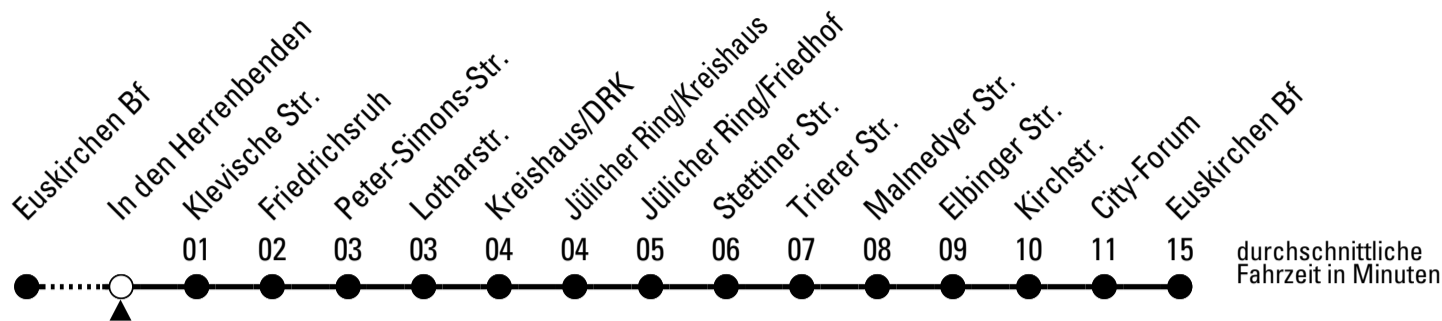 Euskirchen Bf
In den Herrenbenden
Klevische Str.
Friedrichsruh
Peter-Simons-Str.
Lotharstr.
Kreishaus/DRK
Jülicher Ring/Kreishaus
Jülicher Ring/Friedhof
Stettiner Str.
Trierer Str.
Malmedyer Str.
Elbinger Str.
Kirchstr.
City-Forum
Euskirchen Bf
01 02 03 03 04 04 05 06 07 08 09 10 11 15
durchschnittliche
Fahrzeit in Minuten